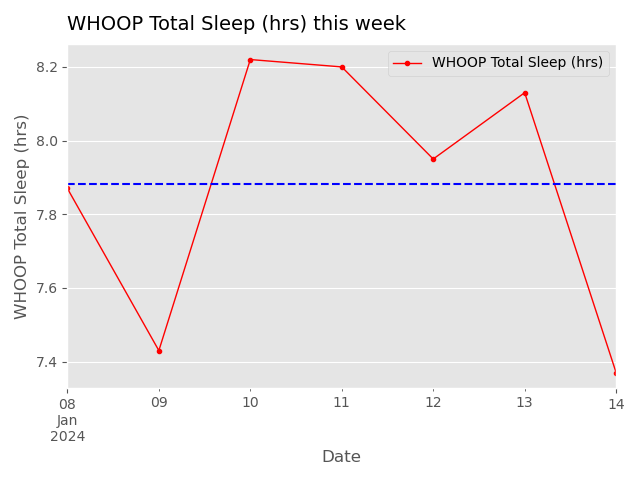 WHOOP Total Sleep (hrs) this week
WHOOP Total Sleep (hrs)
WHOOP Total Sleep (hrs)
8.2
8.0
7.8
7.6
7.4
08 09 10 11 12 13 14
Jan
2024
Date